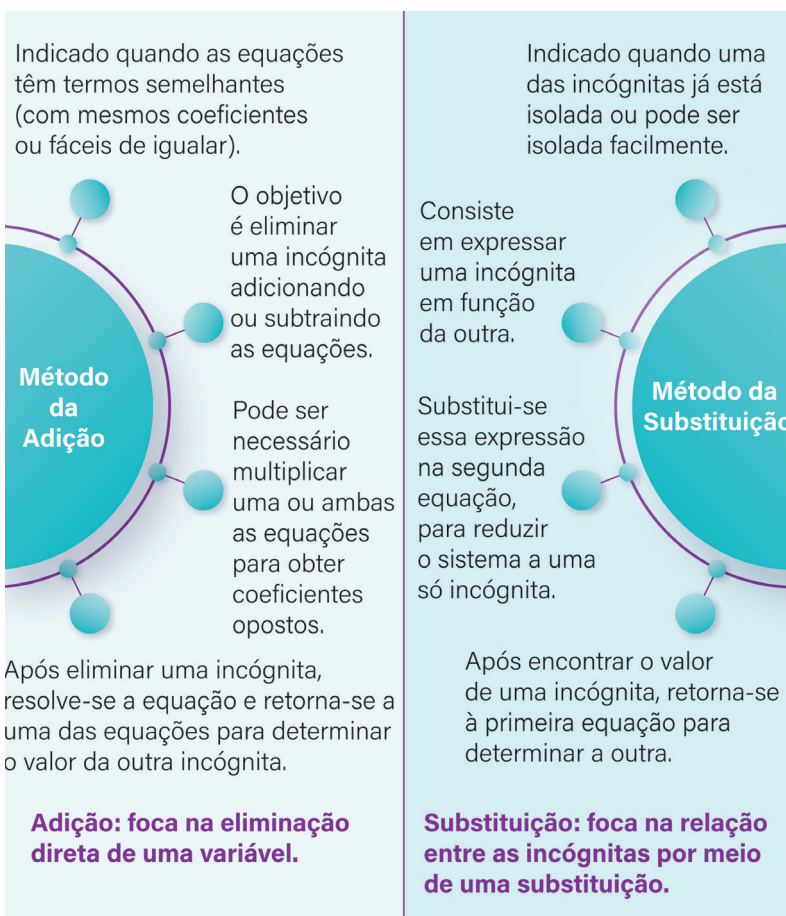 Indicado quando as equações
têm termos semelhantes
(com mesmos coeficientes
ou fáceis de igualar).
O objetivo
é eliminar
uma incógnita
adicionando
ou subtraindo
as equações.
Método
da
Adição
Pode ser
necessário
multiplicar
uma ou ambas
as equações
para obter
coeficientes
opostos.
Após eliminar uma incógnita,
resolve-se a equação e retorna-se a
uma das equações para determinar
o valor da outra incógnita.
Adição: foca na eliminação
direta de uma variável.
Indicado quando uma
das incógnitas já está
isolada ou pode ser
isolada facilmente.
Consiste
em expressar
uma incógnita
em função
da outra.
Método da
Substituição
Substitui-se
essa expressão
na segunda
equação,
para reduzir
o sistema a uma
só incógnita.
Após encontrar o valor
de uma incógnita, retorna-se
à primeira equação para
determinar a outra.
Substituição: foca na relação
entre as incógnitas por meio
de uma substituição.